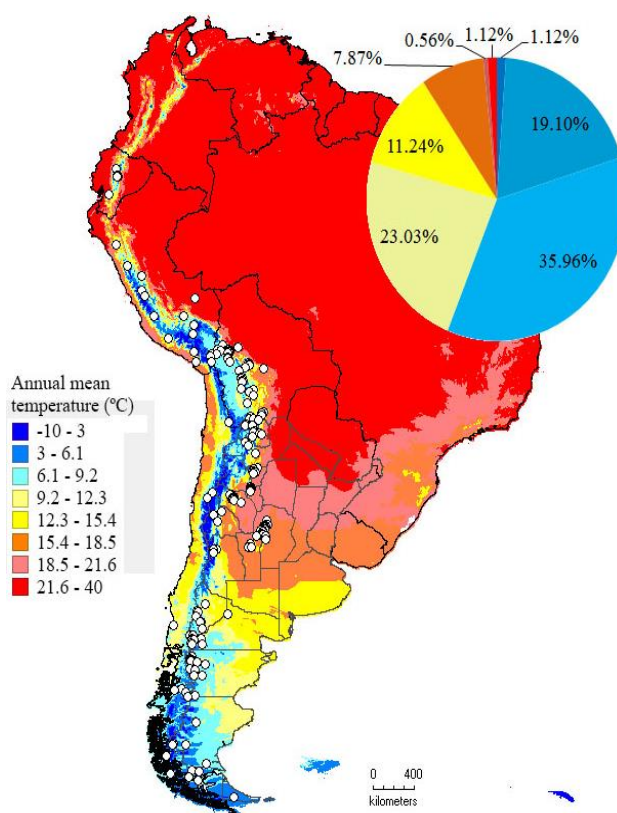 0.56%
1.12%
1.12%
7.87%
19.10%
11.24%
23.03%
35.96%
Annual mean
temperature (ºC)
-10 - 3
3 - 6.1
6.1 - 9.2
9.2 - 12.3
12.3 - 15.4
15.4 - 18.5
18.5 - 21.6
21.6 - 40
0 400
kilometers